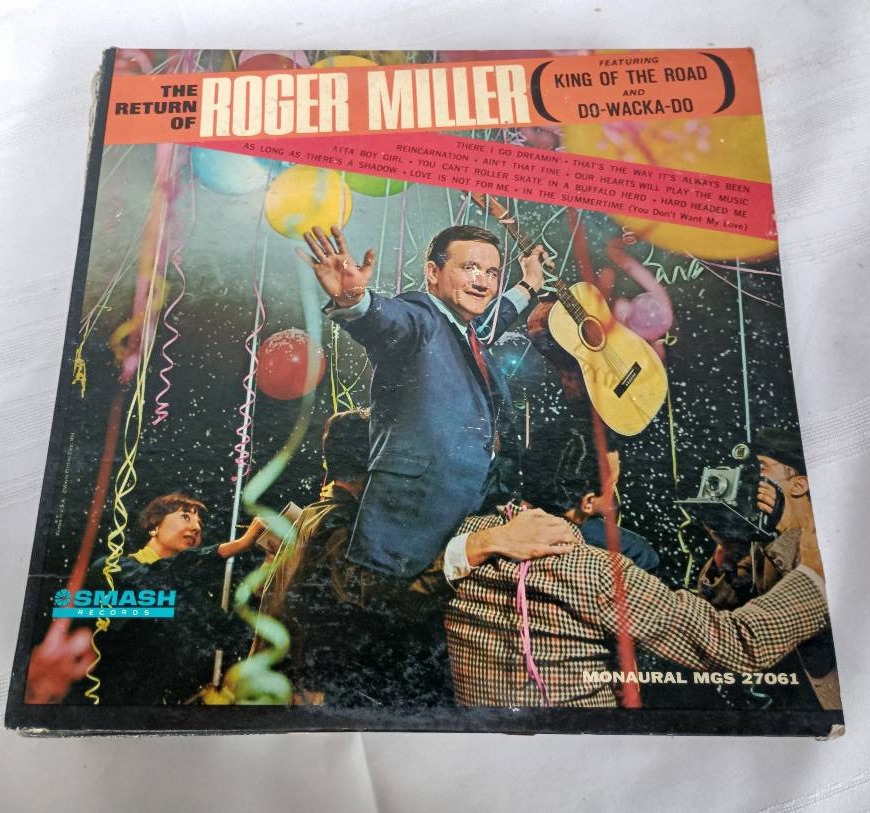 THE
RETURN
OF
ROGER MILLER
(FEATURING
KING OF THE ROAD
AND
DO-WACKA-DO)
THERE I GO DREAMIN' • THAT'S THE WAY IT'S ALWAYS BEEN
REINCARNATION • AIN'T THAT FINE • OUR HEARTS WILL PLAY THE MUSIC
ATTA BOY GIRL • YOU CAN'T ROLLER SKATE IN A BUFFALO HERD • HARD HEADED ME
AS LONG AS THERE'S A SHADOW • LOVE IS NOT FOR ME • IN THE SUMMERTIME (You Don't Want My Love)
SMASH
RECORDS
MONAURAL MGS 27061